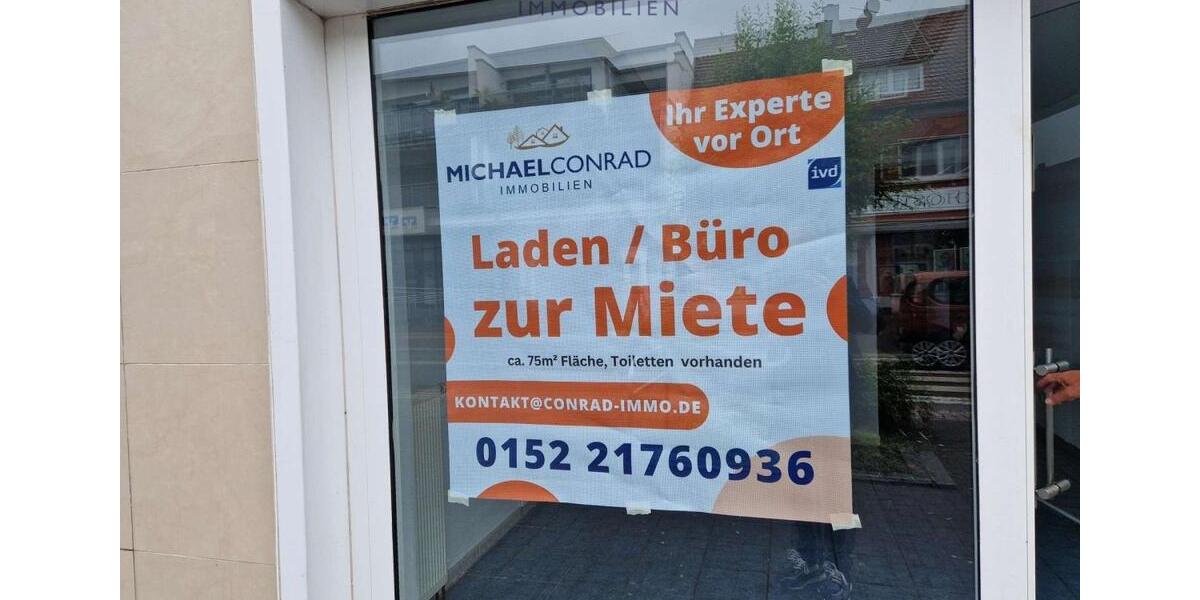 IMMOBILIEN
Ihr Experte
vor Ort
MICHAELCONRAD
IMMOBILIEN
ivd
Laden / Büro
zur Miete
ca. 75m² Fläche, Toiletten vorhanden
KONTAKT@CONRAD-IMMO.DE
0152 21760936